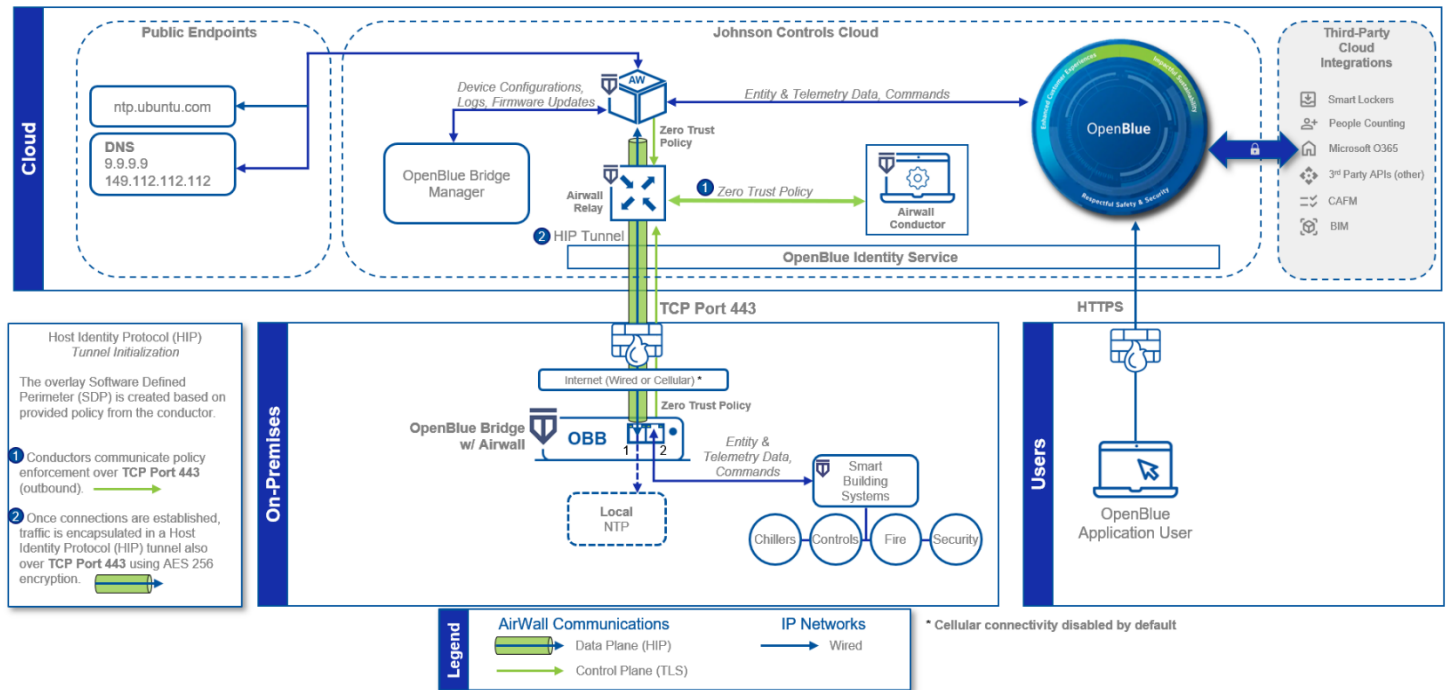 Cloud
Public Endpoints
ntp.ubuntu.com
DNS
9.9.9.9
149.112.112.112
Johnson Controls Cloud
Device Configurations,
Logs, Firmware Updates
AW
Entity & Telemetry Data, Commands
Zero Trust
Policy
OpenBlue Bridge
Manager
Airwall
Relay
1 Zero Trust Policy
Airwall
Conductor
2 HIP Tunnel
OpenBlue Identity Service
Enhanced Customer Experiences
Impactful Sustainability
OpenBlue
Respectful Safety & Security
Third-Party
Cloud
Integrations
Smart Lockers
People Counting
Microsoft O365
3rd Party APIs (other)
CAFM
BIM
TCP Port 443
HTTPS
Host Identity Protocol (HIP)
Tunnel Initialization
The overlay Software Defined
Perimeter (SDP) is created based on
provided policy from the conductor.
1 Conductors communicate policy
enforcement over TCP Port 443
(outbound).
2 Once connections are established,
traffic is encapsulated in a Host
Identity Protocol (HIP) tunnel also
over TCP Port 443 using AES 256
encryption.
On-Premises
Internet (Wired or Cellular) *
Zero Trust Policy
OpenBlue Bridge
w/ Airwall
OBB
1 2
Entity &
Telemetry Data,
Commands
Local
NTP
Smart
Building
Systems
Chillers
Controls
Fire
Security
Users
OpenBlue
Application User
Legend
AirWall Communications
Data Plane (HIP)
Control Plane (TLS)
IP Networks
Wired
* Cellular connectivity disabled by default